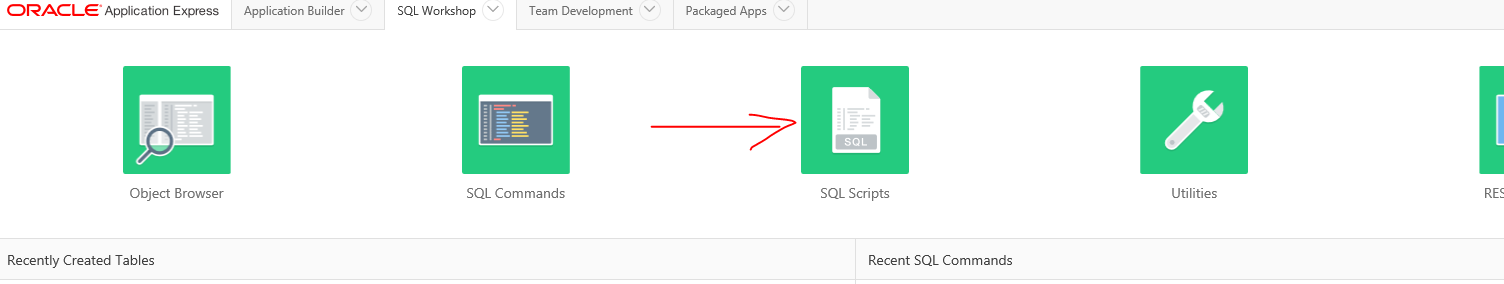 ORACLE Application Express
Application Builder
SQL Workshop
Team Development
Packaged Apps
SQL
Object Browser
SQL Commands
SQL Scripts
Utilities
RES
Recently Created Tables
Recent SQL Commands